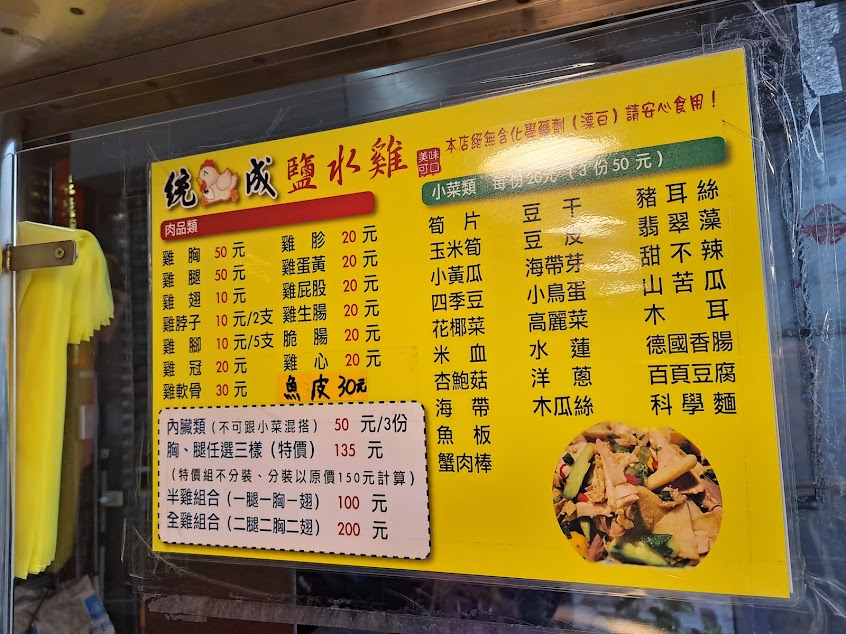 統成鹽水雞
美味可口
本店絕無含化學藥劑（漂白）請安心食用！
肉品類
雞胸 50元
雞腿 50元
雞翅 10元
雞脖子 10元/2支
雞腳 10元/5支
雞冠 20元
雞軟骨 30元
雞胗 20元
雞蛋黃 20元
雞屁股 20元
雞生腸 20元
脆腸 20元
雞心 20元
魚皮30元
內臟類（不可跟小菜混搭） 50 元/3份
胸、腿任選三樣（特價） 135 元
（特價組不分裝、分裝以原價150元計算）
半雞組合（一腿一胸一翅） 100 元
全雞組合（二腿二胸二翅） 200 元
小菜類 每份20元（3份50元）
筍片
玉米筍
小黃瓜
四季豆
花椰菜
米血
杏鮑菇
海帶
魚板
蟹肉棒
豆干
豆皮
海帶芽
小鳥蛋
高麗菜
水蓮
洋蔥
木瓜絲
豬耳絲
翡翠藻
甜不辣
山苦瓜
木耳
德國香腸
百頁豆腐
科學麵